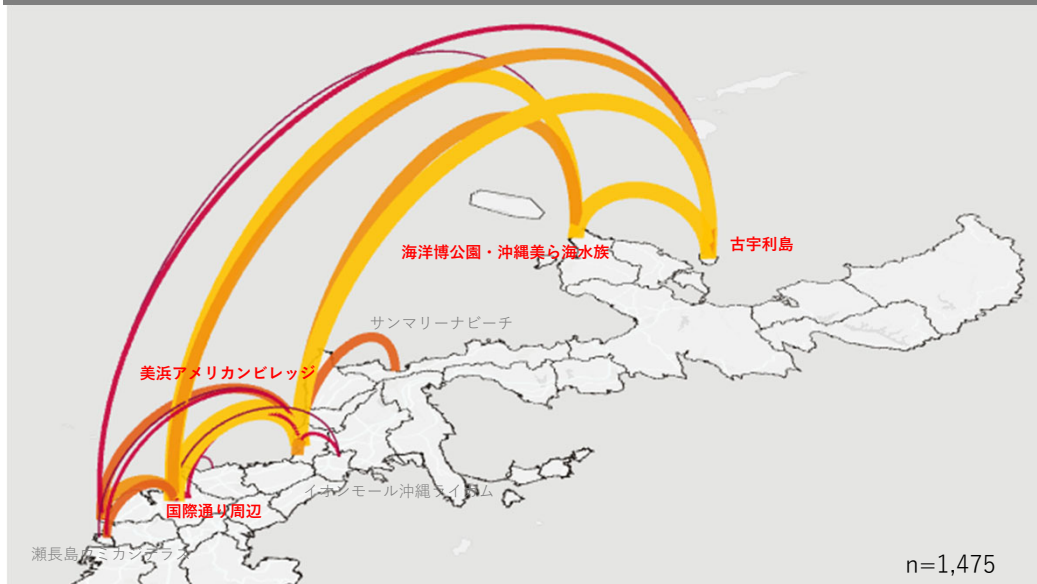 古宇利島
海洋博公園・沖縄美ら海水族
サンマリーナビーチ
美浜アメリカンビレッジ
イオンモール沖縄ライカム
国際通り周辺
瀬長島ウミカジテラス
n=1,475